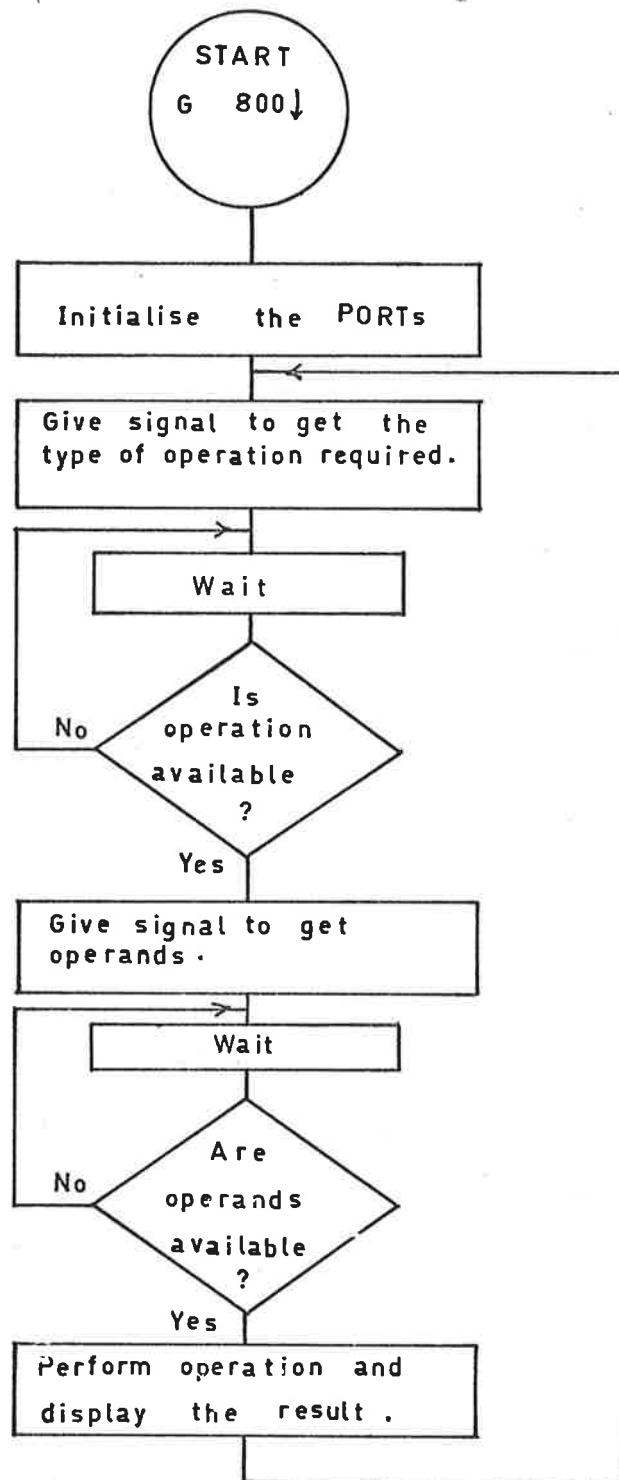 START
G 800↓
Initialise the PORTs
Give signal to get the
type of operation required.
Wait
Is
operation
available
?
No
Yes
Give signal to get
operands.
Wait
Are
operands
available
?
No
Yes
Perform operation and
display the result.